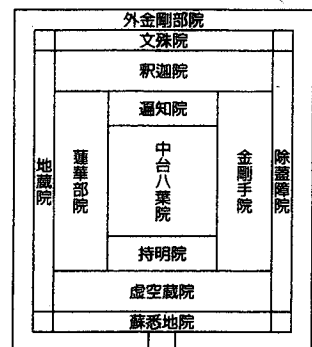 外金剛部院
文殊院
釈迦院
遍知院
地蔵院
蓮華部院
中台八葉院
金剛手院
除蓋障院
持明院
虚空蔵院
蘇悉地院